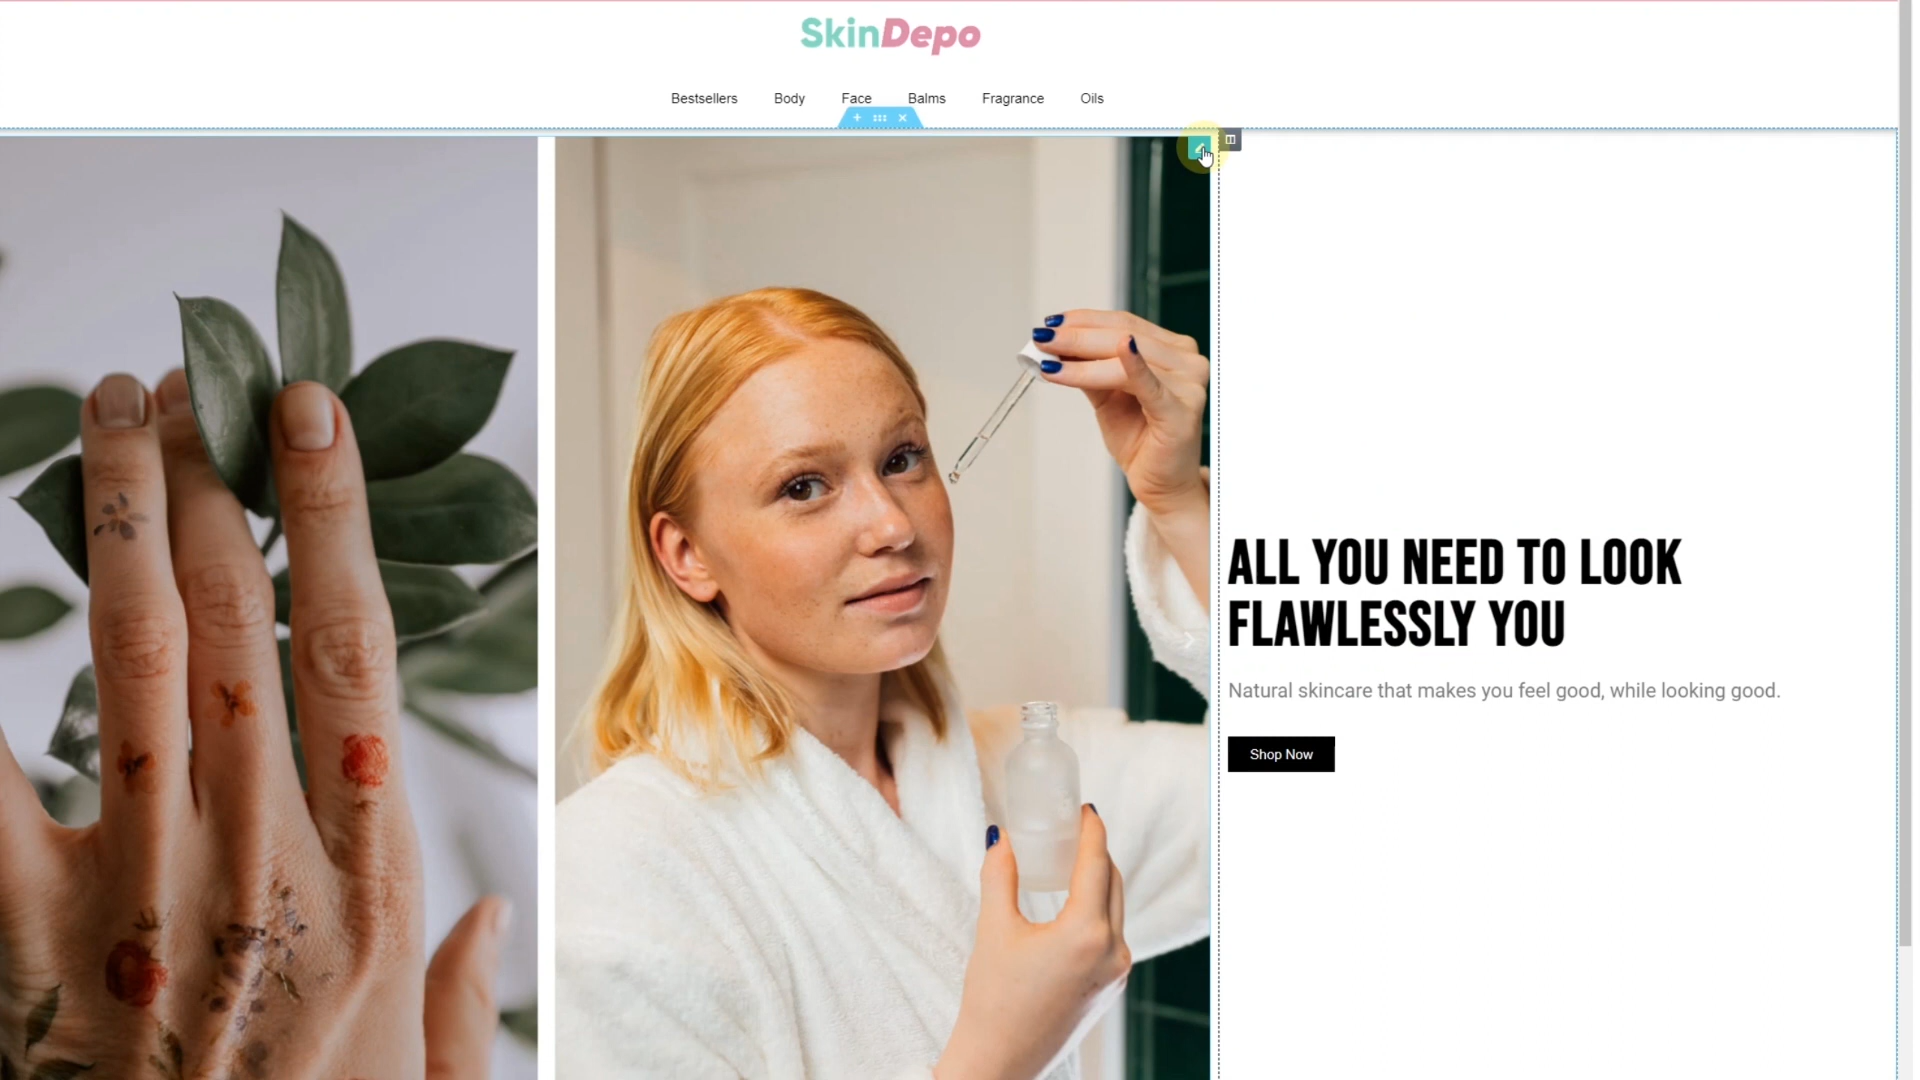 SkinDepo
Bestsellers Body Face Balms Fragrance Oils
ALL YOU NEED TO LOOK
FLAWLESSLY YOU
Natural skincare that makes you feel good, while looking good.
Shop Now